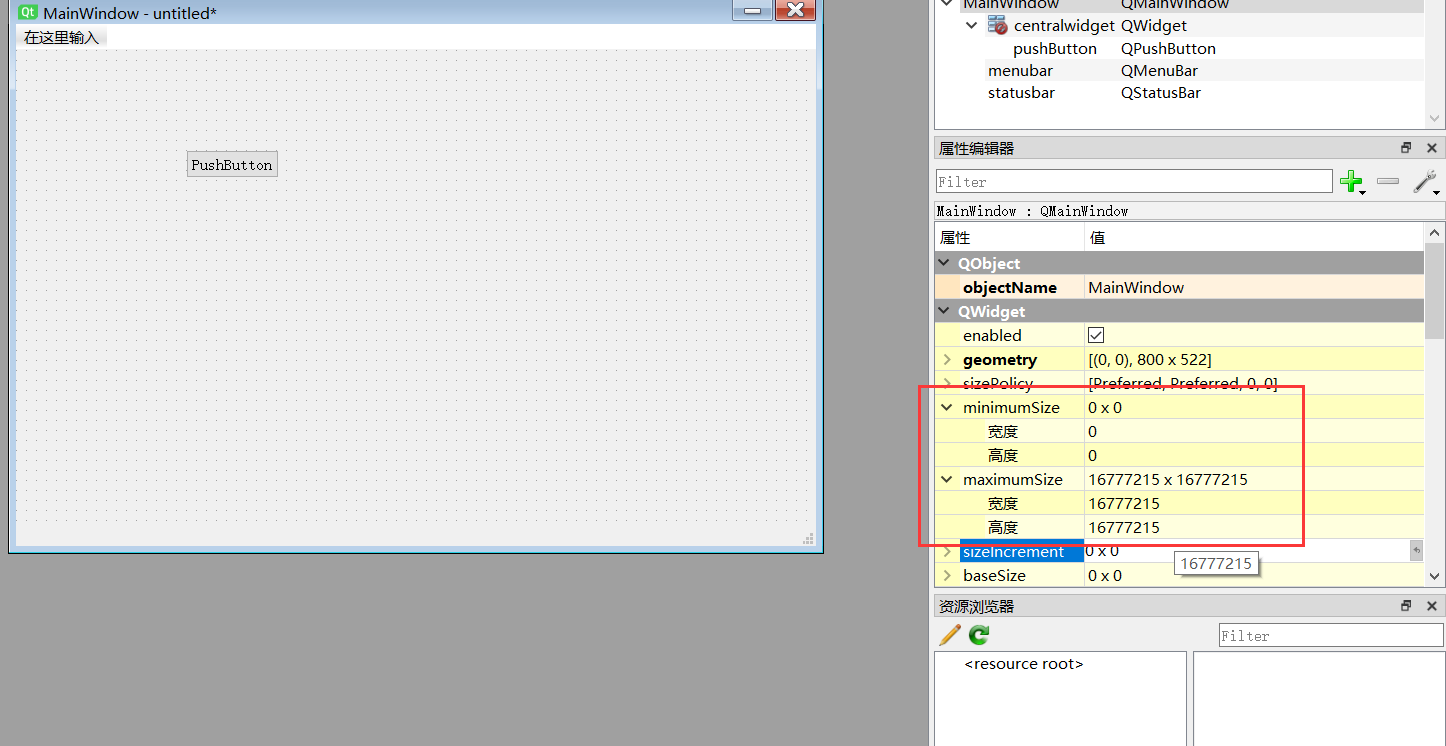 MainWindow - untitled*
在这里输入
PushButton
MainWindow QMainWindow
centralwidget QWidget
pushButton QPushButton
menubar QMenuBar
statusbar QStatusBar
属性编辑器
Filter
MainWindow : QMainWindow
属性 值
QObject
objectName MainWindow
QWidget
enabled
geometry [(0, 0), 800 x 522]
sizePolicy [Preferred, Preferred, 0, 0]
minimumSize 0 x 0
宽度 0
高度 0
maximumSize 16777215 x 16777215
宽度 16777215
高度 16777215
sizeIncrement 0 x 0
16777215
baseSize 0 x 0
资源浏览器
Filter
<resource root>